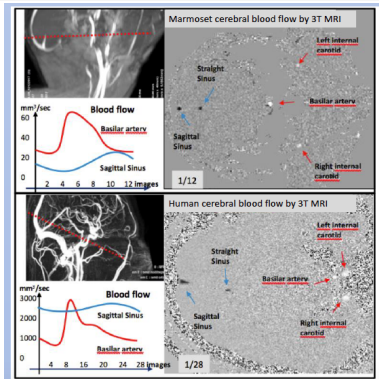 Marmoset cerebral blood flow by 3T MRI
Left internal
carotid
Straight
Sinus
Basilar artery
Sagittal
Sinus
Right internal
carotid
1/12
mm³/sec
Blood flow
60
Basilar artery
40
20
Sagittal Sinus
0
0 2 4 6 8 10 12 images
Human cerebral blood flow by 3T MRI
Left internal
carotid
Straight
Sinus
Basilar artery
Sagittal
Sinus
Right internal
carotid
1/28
mm³/sec
Blood flow
3000
Sagittal Sinus
2000
1000
Basilar artery
0
0 4 8 12 16 20 24 28 images